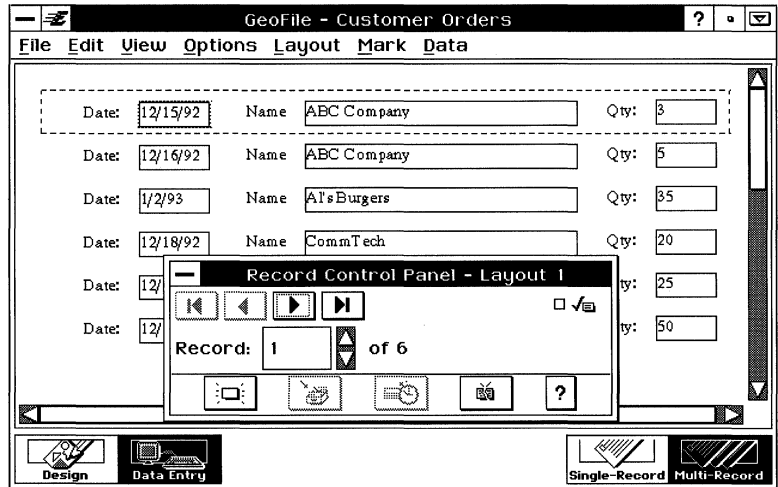 GeoFile - Customer Orders ?
File Edit View Options Layout Mark Data
Date: 12/15/92 Name ABC Company Qty: 3
Date: 12/16/92 Name ABC Company Qty: 5
Date: 1/2/93 Name Al's Burgers Qty: 35
Date: 12/18/92 Name CommTech Qty: 20
Date: 12/ ty: 25
Date: 12/ ty: 50
Record Control Panel - Layout 1
Record: 1 of 6
?
Design Data Entry Single-Record Multi-Record